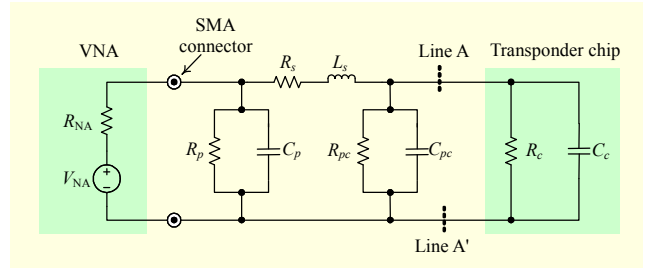 SMA
connector
VNA
Line A
Transponder chip
R_s
L_s
R_NA
V_NA
+
−
R_p
C_p
R_pc
C_pc
R_c
C_c
Line A'